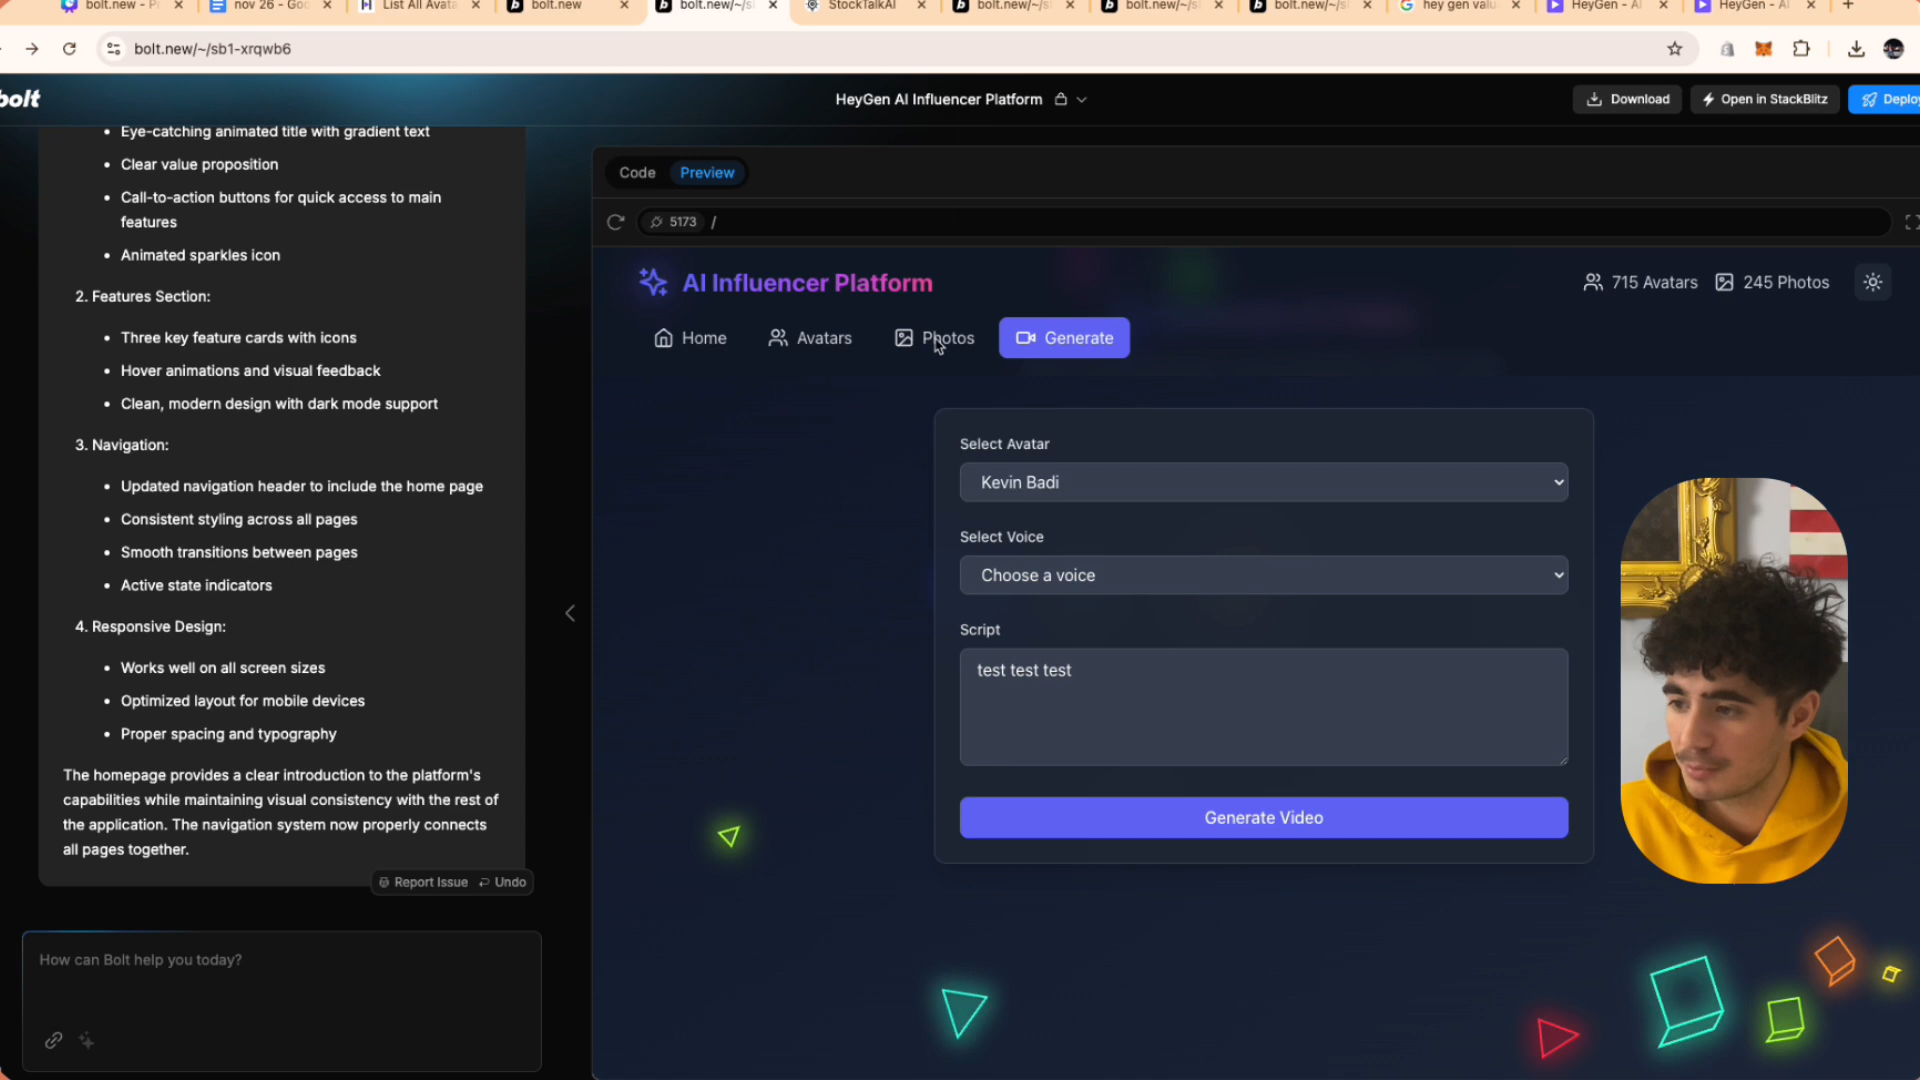 bolt.new - P
nov 26 - Goo
List All Avata
bolt.new
bolt.new/~/s
StockTalkAI
bolt.new/~/s
bolt.new/~/s
bolt.new/~/s
hey gen valu
HeyGen - AI
HeyGen - AI
bolt.new/~/sb1-xrqwb6
bolt
HeyGen AI Influencer Platform
Download
Open in StackBlitz
Deploy
• Eye-catching animated title with gradient text
• Clear value proposition
• Call-to-action buttons for quick access to main
features
• Animated sparkles icon
2. Features Section:
• Three key feature cards with icons
• Hover animations and visual feedback
• Clean, modern design with dark mode support
3. Navigation:
• Updated navigation header to include the home page
• Consistent styling across all pages
• Smooth transitions between pages
• Active state indicators
4. Responsive Design:
• Works well on all screen sizes
• Optimized layout for mobile devices
• Proper spacing and typography
The homepage provides a clear introduction to the platform's
capabilities while maintaining visual consistency with the rest of
the application. The navigation system now properly connects
all pages together.
Report Issue
Undo
How can Bolt help you today?
Code
Preview
5173
/
AI Influencer Platform
715 Avatars
245 Photos
Home
Avatars
Photos
Generate
Select Avatar
Kevin Badi
Select Voice
Choose a voice
Script
test test test
Generate Video